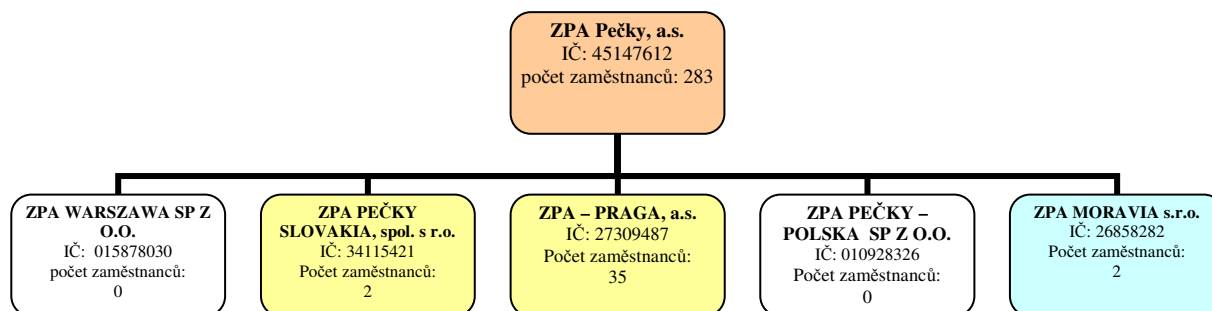 ZPA Pečky, a.s.
IČ: 45147612
počet zaměstnanců: 283
ZPA WARSZAWA SP Z
O.O.
IČ:  015878030
počet zaměstnanců:
0
ZPA PEČKY
SLOVAKIA, spol. s r.o.
IČ: 34115421
Počet zaměstnanců:
2
ZPA – PRAGA, a.s.
IČ: 27309487
Počet zaměstnanců:
35
ZPA PEČKY –
POLSKA  SP Z O.O.
IČ: 010928326
Počet zaměstnanců:
0
ZPA MORAVIA s.r.o.
IČ: 26858282
Počet zaměstnanců:
2